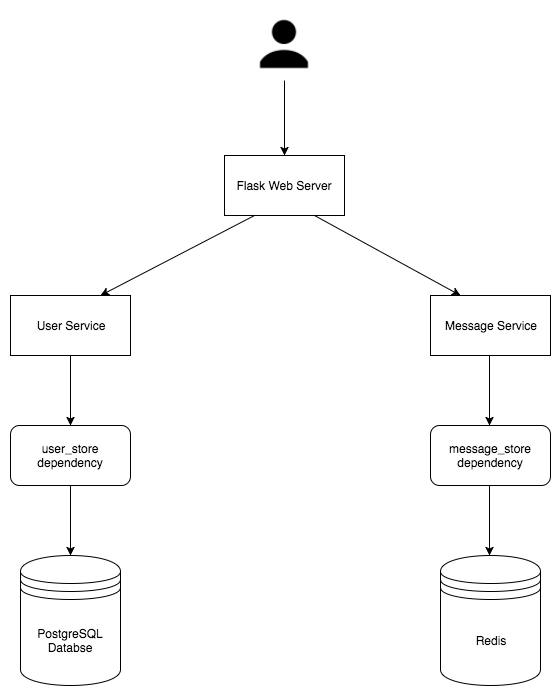 Flask Web Server
User Service
Message Service
user_store
dependency
message_store
dependency
PostgreSQL
Databse
Redis